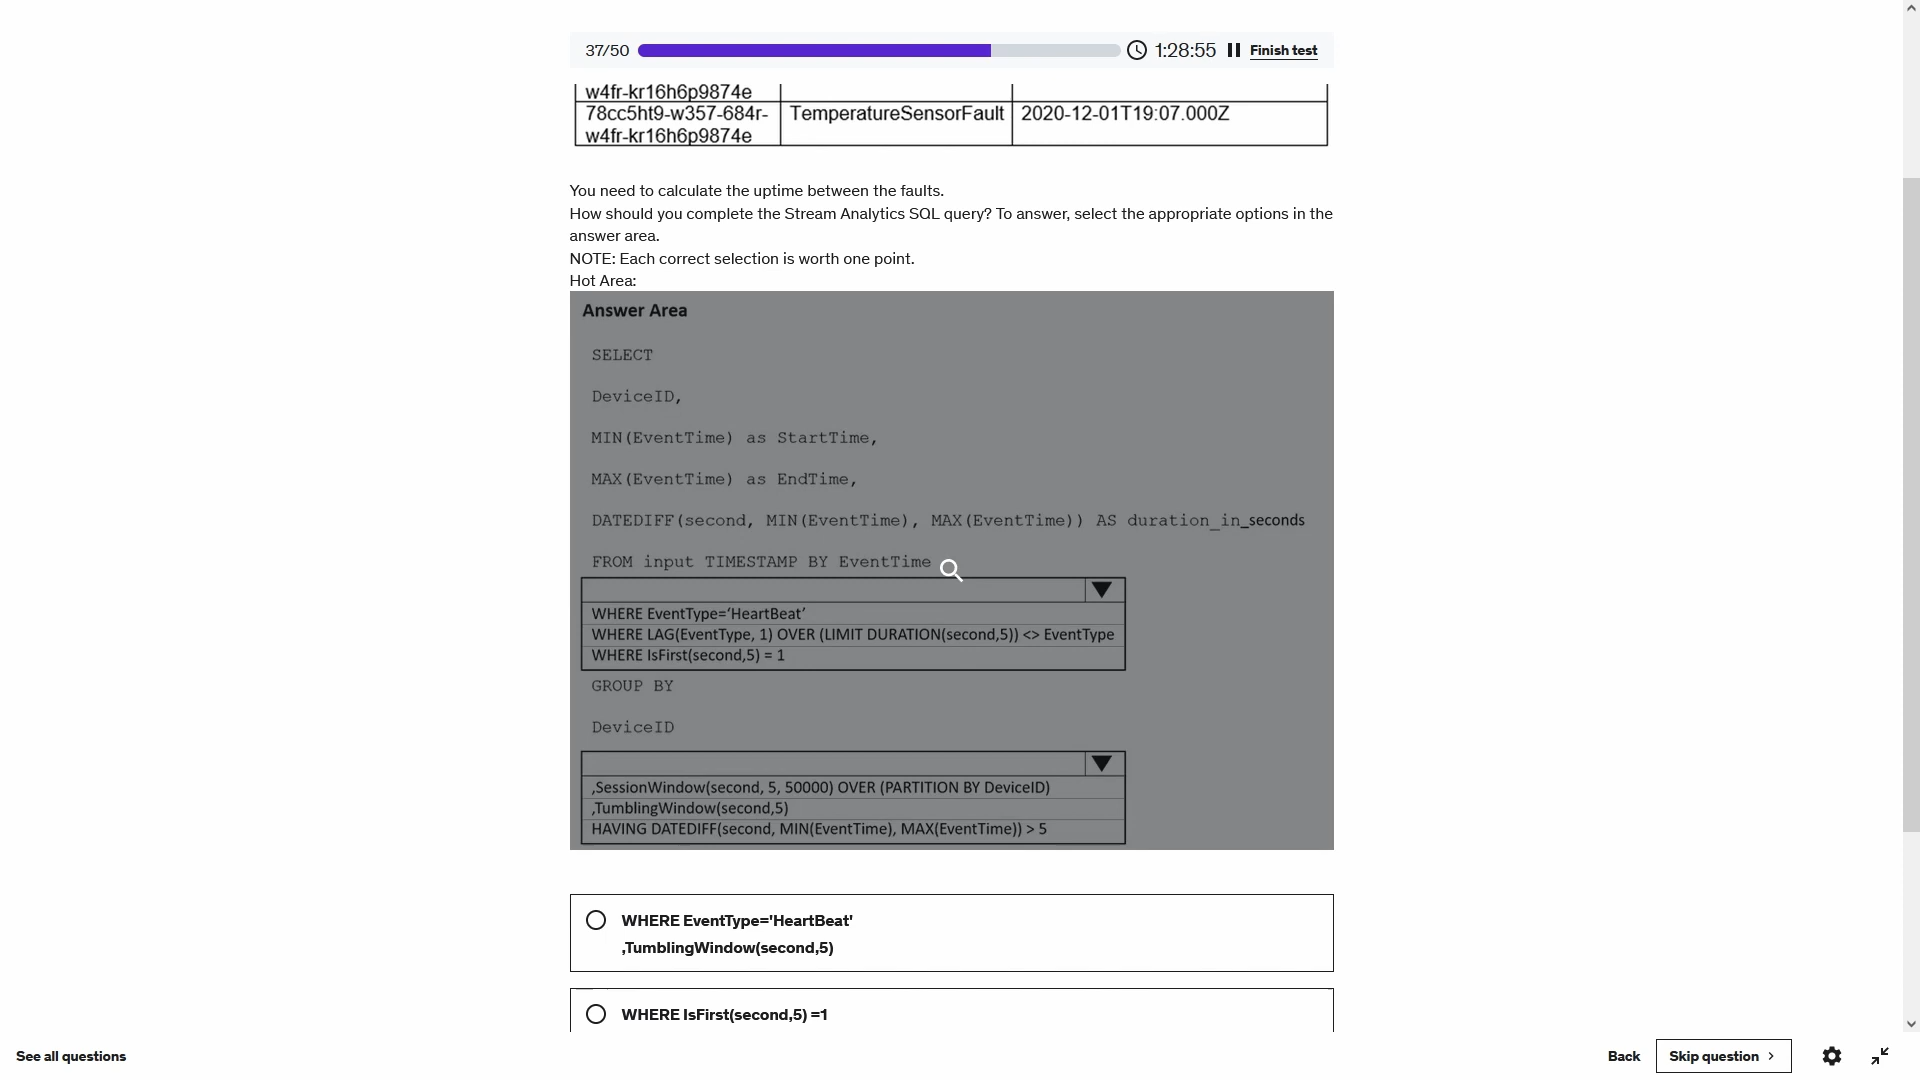 37/50 1:28:55 Finish test
w4fr-kr16h6p9874e
78cc5ht9-w357-684r- TemperatureSensorFault 2020-12-01T19:07.000Z
w4fr-kr16h6p9874e
You need to calculate the uptime between the faults.
How should you complete the Stream Analytics SQL query? To answer, select the appropriate options in the
answer area.
NOTE: Each correct selection is worth one point.
Hot Area:
Answer Area
SELECT
DeviceID,
MIN(EventTime) as StartTime,
MAX(EventTime) as EndTime,
DATEDIFF(second, MIN(EventTime), MAX(EventTime)) AS duration_in_seconds
FROM input TIMESTAMP BY EventTime
WHERE EventType=‘HeartBeat’
WHERE LAG(EventType, 1) OVER (LIMIT DURATION(second,5)) <> EventType
WHERE IsFirst(second,5) = 1
GROUP BY
DeviceID
,SessionWindow(second, 5, 50000) OVER (PARTITION BY DeviceID)
,TumblingWindow(second,5)
HAVING DATEDIFF(second, MIN(EventTime), MAX(EventTime)) > 5
WHERE EventType='HeartBeat'
,TumblingWindow(second,5)
WHERE IsFirst(second,5) =1
See all questions Back Skip question